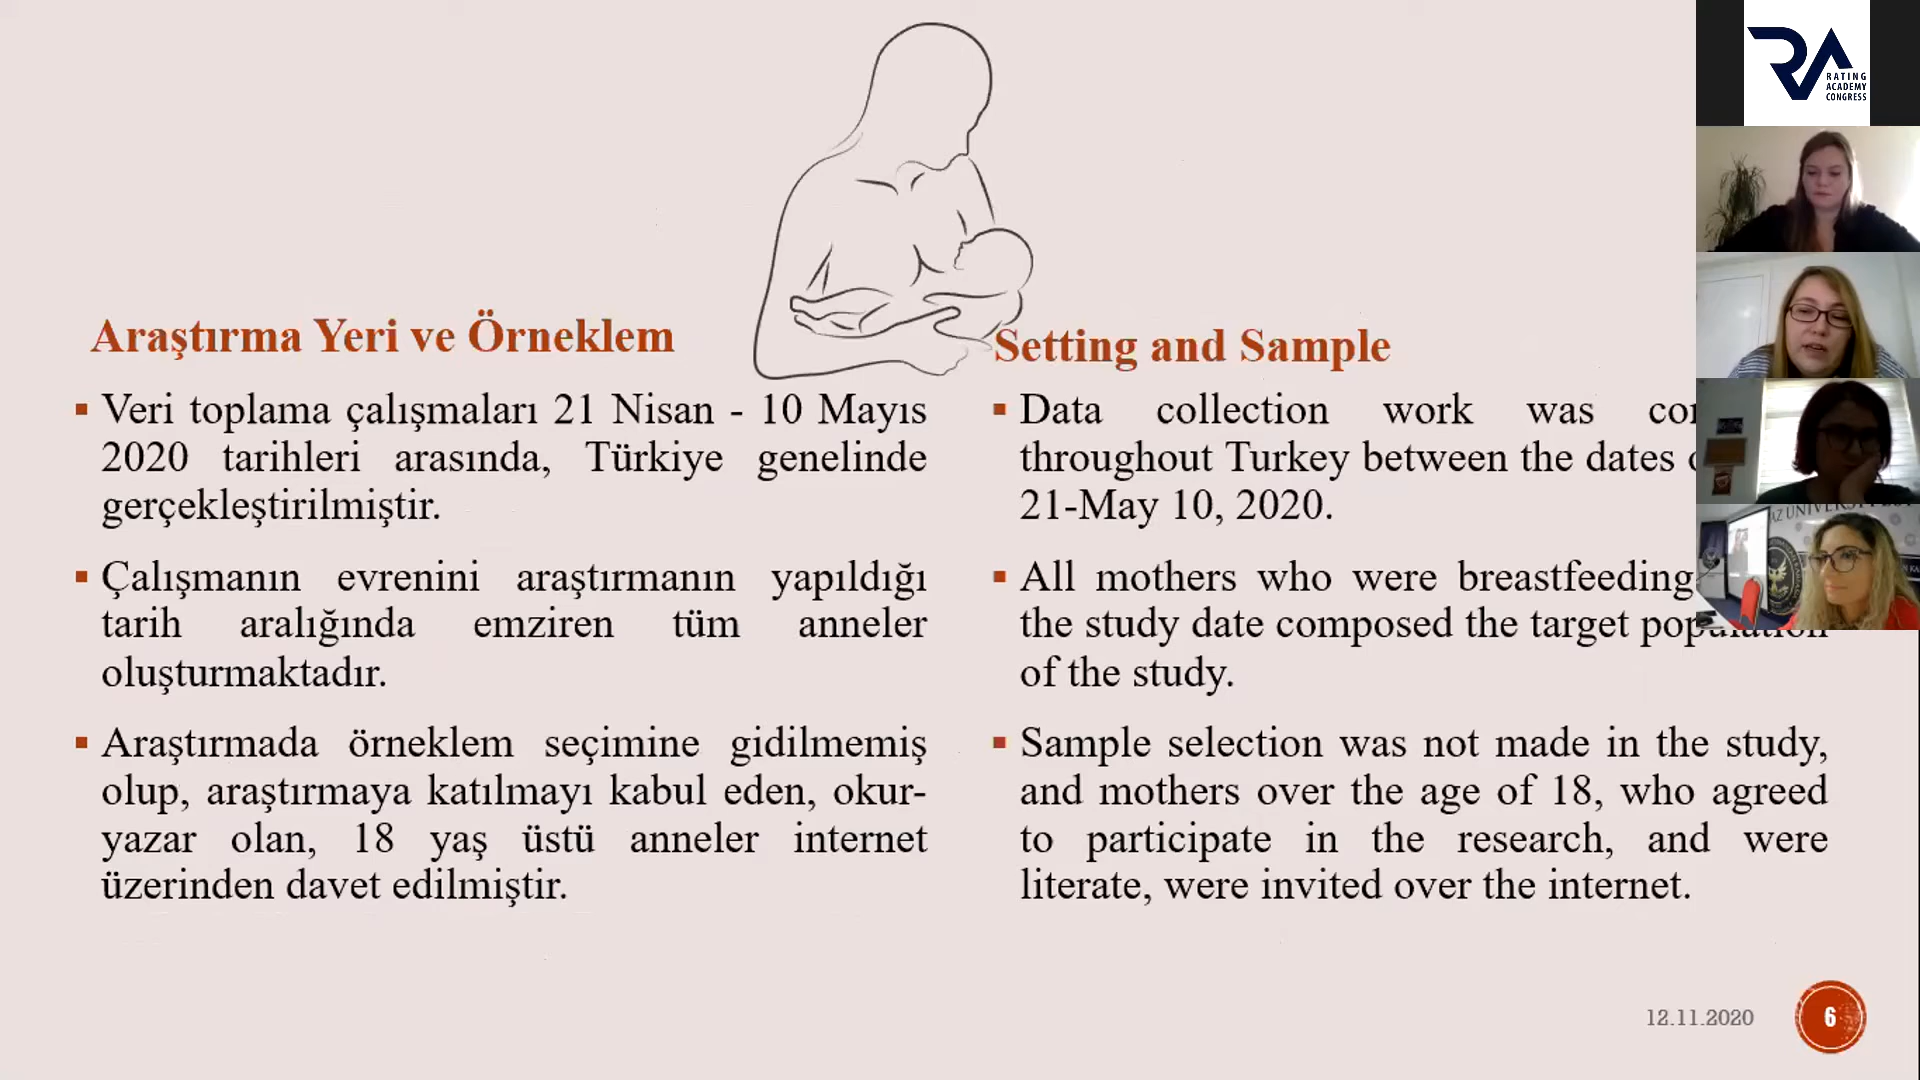 Araştırma Yeri ve Örneklem
▪ Veri toplama çalışmaları 21 Nisan - 10 Mayıs
2020 tarihleri arasında, Türkiye genelinde
gerçekleştirilmiştir.
▪ Çalışmanın evrenini araştırmanın yapıldığı
tarih aralığında emziren tüm anneler
oluşturmaktadır.
▪ Araştırmada örneklem seçimine gidilmemiş
olup, araştırmaya katılmayı kabul eden, okur-
yazar olan, 18 yaş üstü anneler internet
üzerinden davet edilmiştir.
Setting and Sample
▪ Data collection work was
throughout Turkey between the dates
21-May 10, 2020.
▪ All mothers who were breastfeeding
the study date composed the target population
of the study.
▪ Sample selection was not made in the study,
and mothers over the age of 18, who agreed
to participate in the research, and were
literate, were invited over the internet.
12.11.2020
6
RA
RATING
ACADEMY
CONGRESS